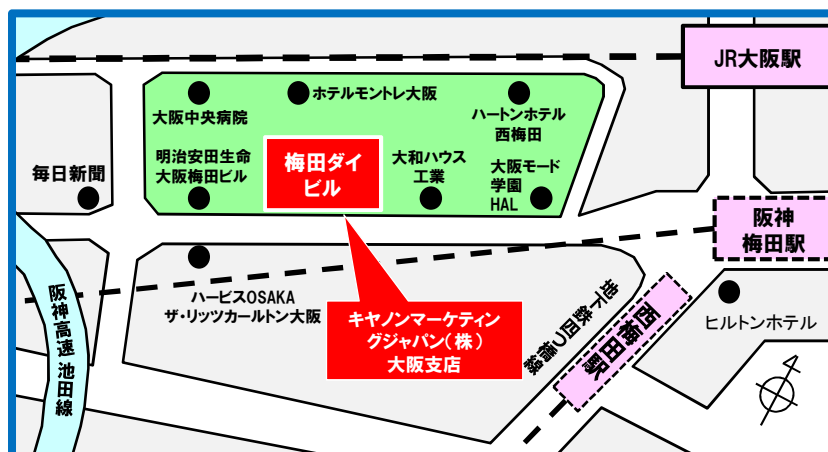 JR大阪駅
大阪中央病院
ホテルモントレ大阪
ハートンホテル
西梅田
毎日新聞
明治安田生命
大阪梅田ビル
梅田ダイ
ビル
大和ハウス
工業
大阪モード
学園
HAL
阪神
梅田駅
ハービスOSAKA
ザ・リッツカールトン大阪
キヤノンマーケティン
グジャパン(株)
大阪支店
地下鉄四つ橋線
西梅田駅
ヒルトンホテル
阪神高速 池田線